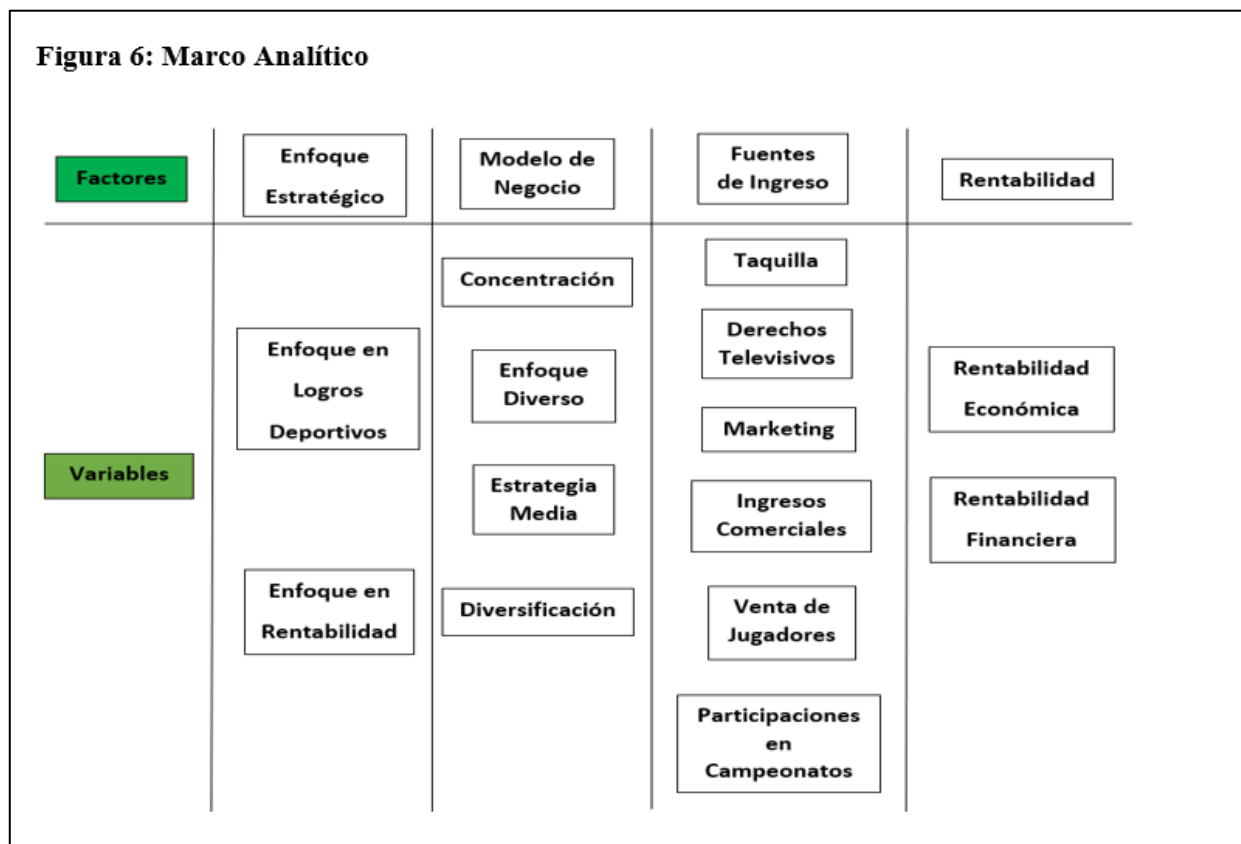 Figura 6: Marco Analítico
Factores
Enfoque
Estratégico
Modelo de
Negocio
Fuentes
de Ingreso
Rentabilidad
Variables
Enfoque en
Logros
Deportivos
Enfoque en
Rentabilidad
Concentración
Enfoque
Diverso
Estrategia
Media
Diversificación
Taquilla
Derechos
Televisivos
Marketing
Ingresos
Comerciales
Venta de
Jugadores
Participaciones
en
Campeonatos
Rentabilidad
Económica
Rentabilidad
Financiera